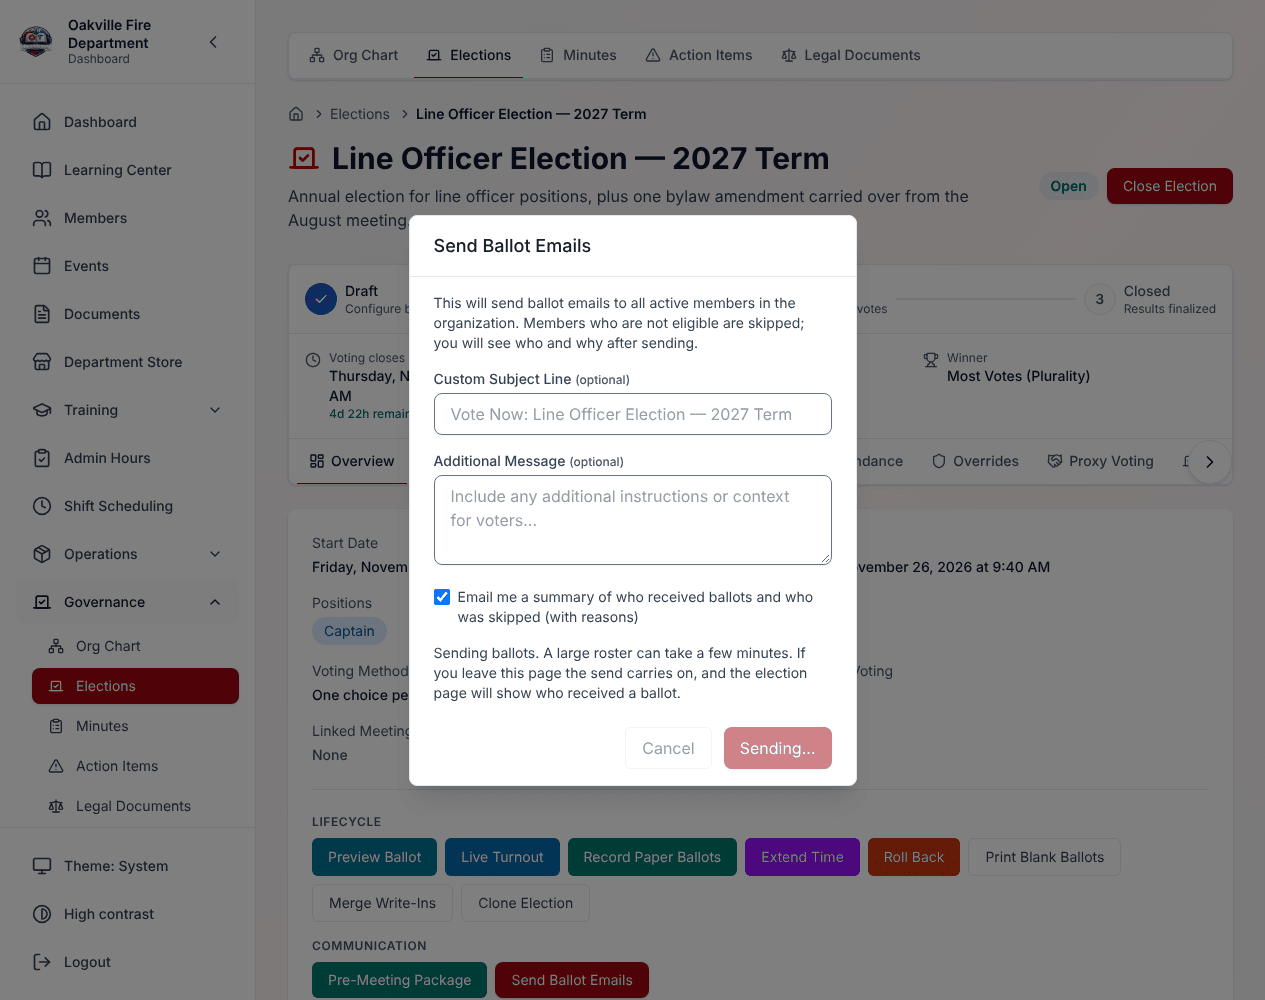 Oakville Fire
Department
Dashboard
Dashboard
Learning Center
Members
Events
Documents
Department Store
Training
Admin Hours
Shift Scheduling
Operations
Governance
Org Chart
Elections
Minutes
Action Items
Legal Documents
Theme: System
High contrast
Logout
Org Chart
Elections
Minutes
Action Items
Legal Documents
Elections
Line Officer Election — 2027 Term
Line Officer Election — 2027 Term
Annual election for line officer positions, plus one bylaw amendment carried over from the
August meeting.
Open
Close Election
Draft
Configure b
votes
3
Closed
Results finalized
Voting closes
Thursday, N
AM
4d 22h remain
Winner
Most Votes (Plurality)
Overview
ndance
Overrides
Proxy Voting
Start Date
Friday, Novem
vember 26, 2026 at 9:40 AM
Positions
Captain
Voting Method
Voting
One choice pe
Linked Meeting
None
LIFECYCLE
Preview Ballot
Live Turnout
Record Paper Ballots
Extend Time
Roll Back
Print Blank Ballots
Merge Write-Ins
Clone Election
COMMUNICATION
Pre-Meeting Package
Send Ballot Emails
Send Ballot Emails
This will send ballot emails to all active members in the
organization. Members who are not eligible are skipped;
you will see who and why after sending.
Custom Subject Line (optional)
Vote Now: Line Officer Election — 2027 Term
Additional Message (optional)
Include any additional instructions or context
for voters...
Email me a summary of who received ballots and who
was skipped (with reasons)
Sending ballots. A large roster can take a few minutes. If
you leave this page the send carries on, and the election
page will show who received a ballot.
Cancel
Sending...